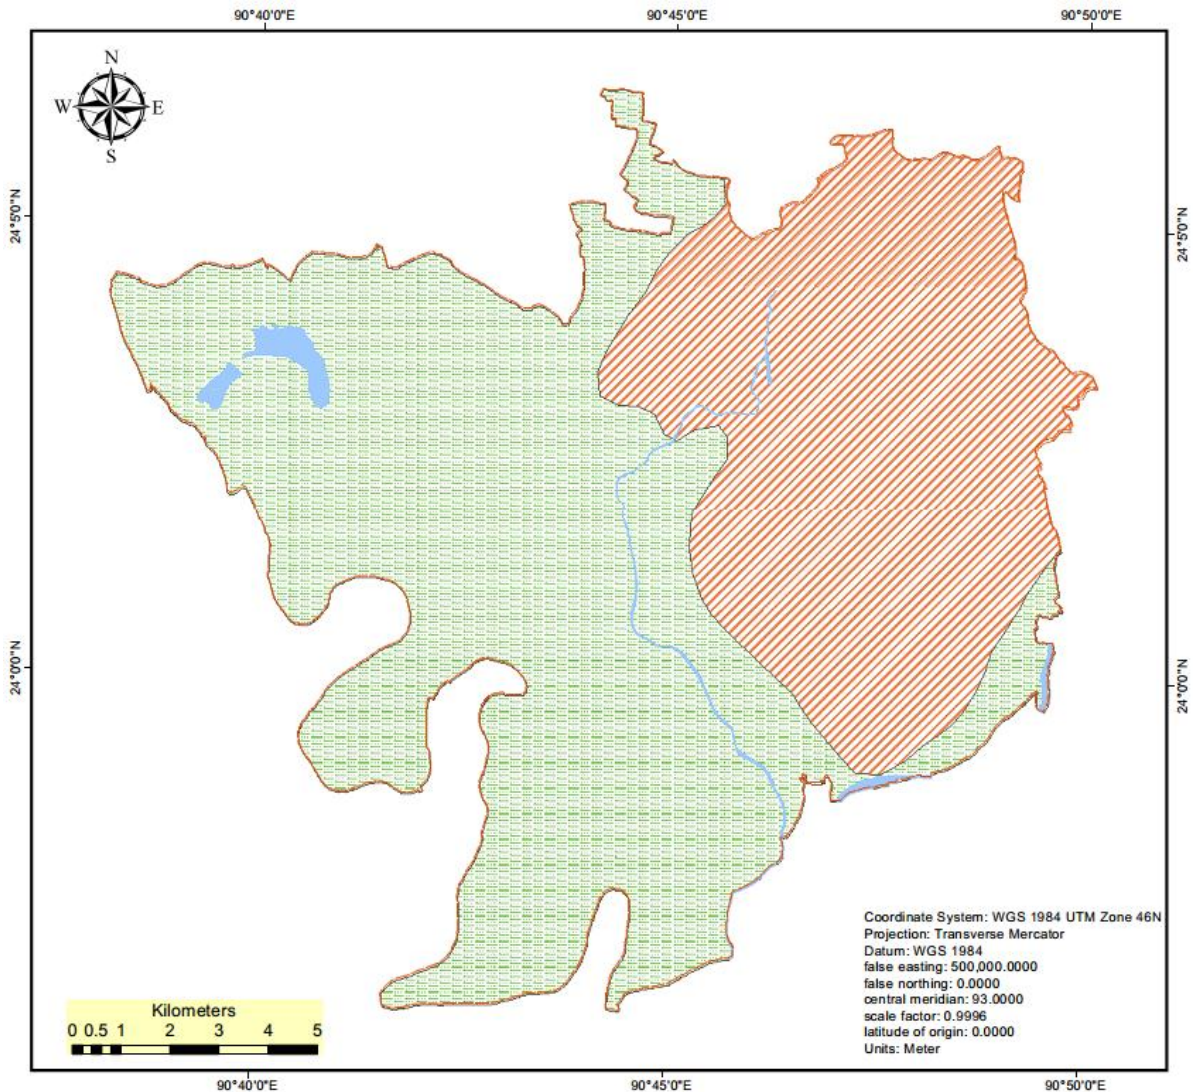 90°40'0"E 90°45'0"E 90°50'0"E
N
W E
S
24°5'0"N 24°5'0"N
24°0'0"N 24°0'0"N
Coordinate System: WGS 1984 UTM Zone 46N
Projection: Transverse Mercator
Datum: WGS 1984
false easting: 500,000.0000
false northing: 0.0000
central meridian: 93.0000
scale factor: 0.9996
latitude of origin: 0.0000
Units: Meter
Kilometers
0 0.5 1 2 3 4 5
90°40'0"E 90°45'0"E 90°50'0"E